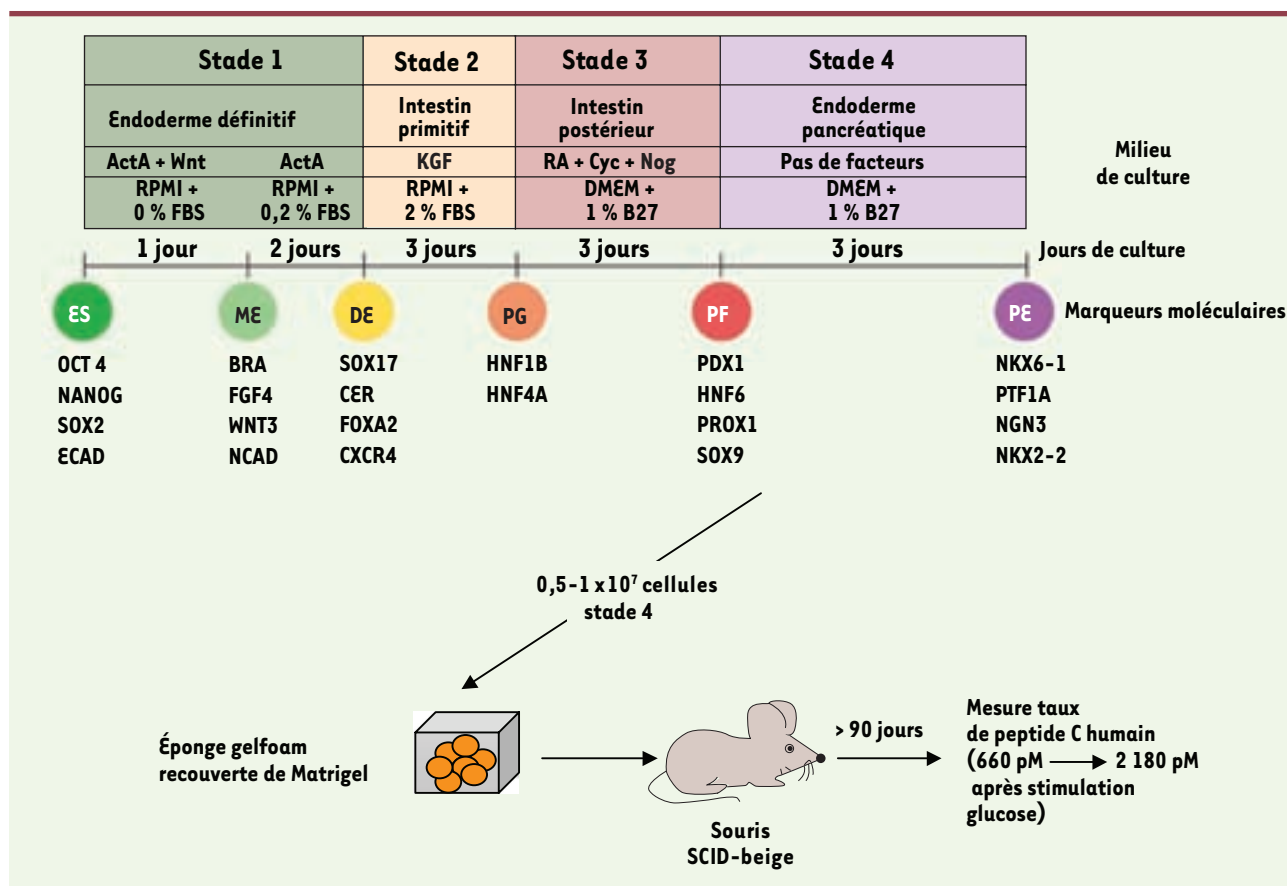 Stade 1
Stade 2
Stade 3
Stade 4
Endoderme définitif
Intestin
primitif
Intestin
postérieur
Endoderme
pancréatique
ActA + Wnt
ActA
KGF
RA + Cyc + Nog
Pas de facteurs
Milieu
de culture
RPMI +
0 % FBS
RPMI +
0,2 % FBS
RPMI +
2 % FBS
DMEM +
1 % B27
DMEM +
1 % B27
1 jour
2 jours
3 jours
3 jours
3 jours
Jours de culture
ES
ME
DE
PG
PF
PE
Marqueurs moléculaires
OCT 4
NANOG
SOX2
ECAD
BRA
FGF4
WNT3
NCAD
SOX17
CER
FOXA2
CXCR4
HNF1B
HNF4A
PDX1
HNF6
PROX1
SOX9
NKX6-1
PTF1A
NGN3
NKX2-2
0,5-1 x 10⁷ cellules
stade 4
Éponge gelfoam
recouverte de Matrigel
Souris
SCID-beige
> 90 jours
Mesure taux
de peptide C humain
(660 pM → 2 180 pM
après stimulation
glucose)